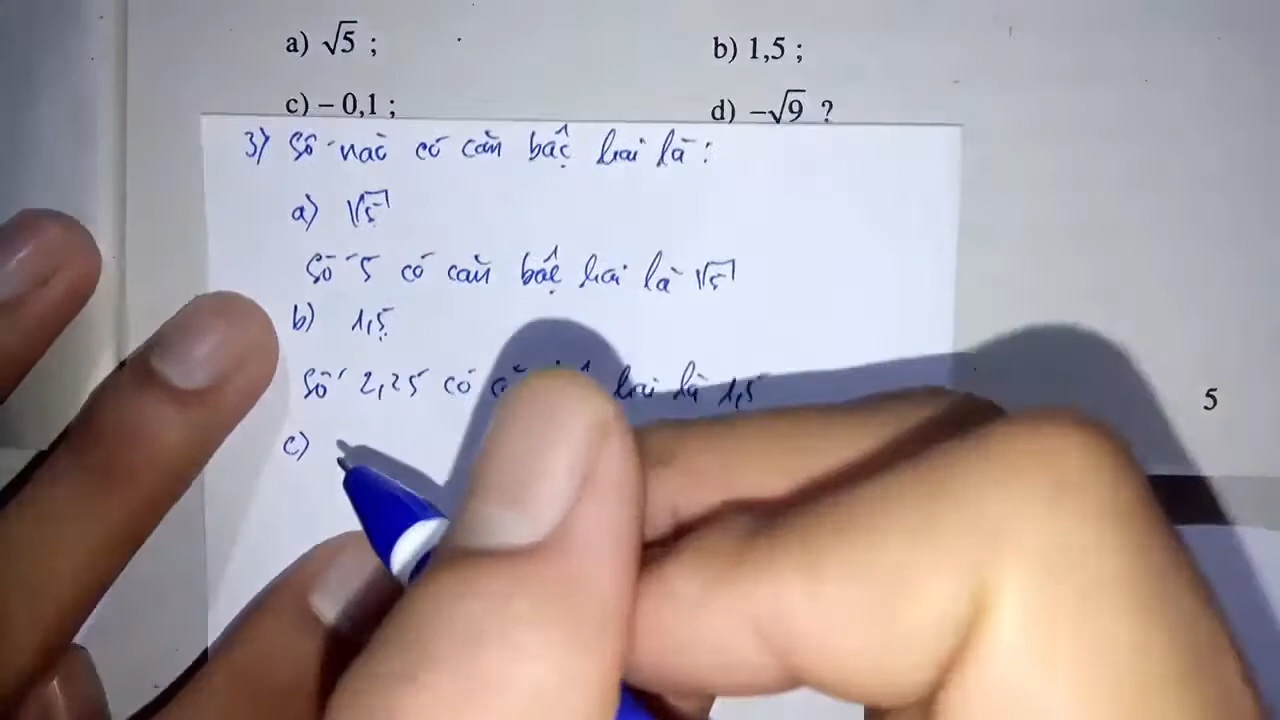 a) √5 ;
b) 1,5 ;
c) – 0,1 ;
d) –√9 ?
3) Số nào có căn bậc hai là :
a) √5
Số 5 có căn bậc hai là √5
b) 1,5
Số 2,25 có hai là 1,5
c)
5